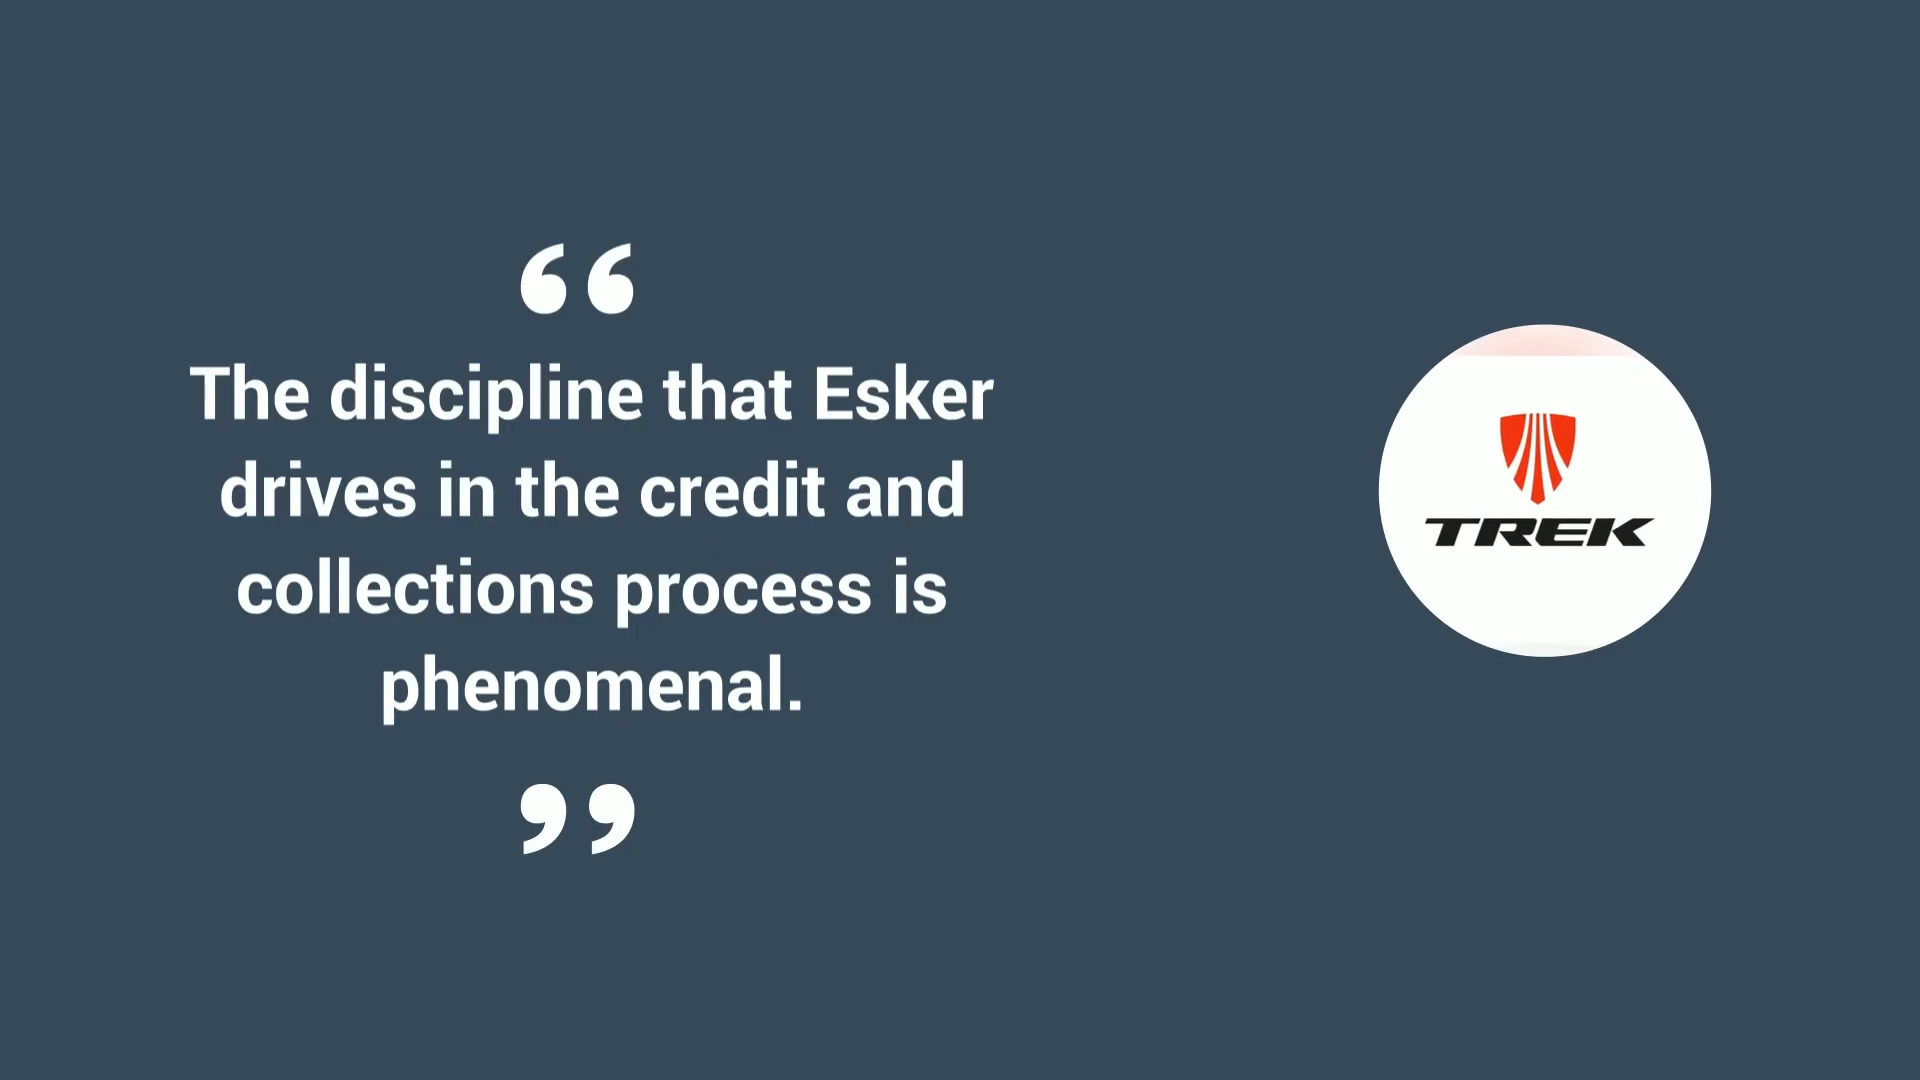 “
The discipline that Esker
drives in the credit and
collections process is
phenomenal.
”
TREK